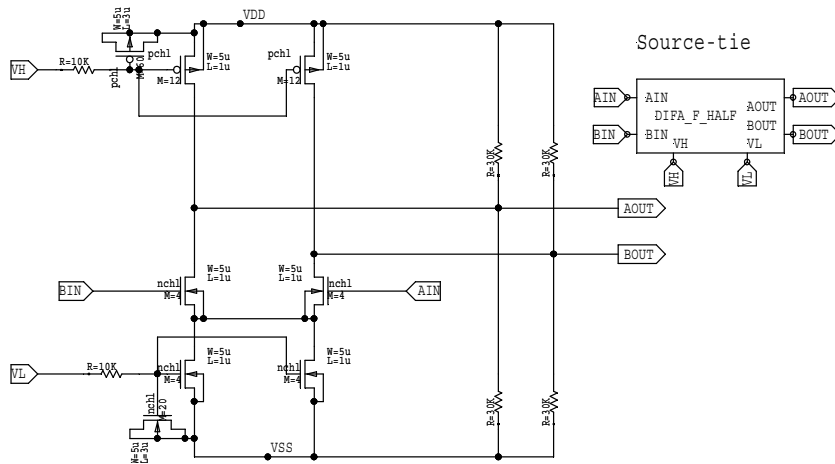 VDD
W=5u
L=3u
pchl
M=60
pchl
W=5u
L=1u
M=12
pchl
W=5u
L=1u
M=12
VH
R=10K
R=30K
R=30K
Source-tie
AIN
AIN
AOUT
AOUT
DIFA_F_HALF
BIN
BIN
BOUT
BOUT
VH
VL
VH
VL
AOUT
BOUT
BIN
nchl
W=5u
L=1u
M=4
W=5u
L=1u
nchl
M=4
AIN
VL
R=10K
nchl
W=5u
L=1u
M=4
nchl
W=5u
L=1u
M=4
nchl
M=20
W=5u
L=3u
R=30K
R=30K
VSS